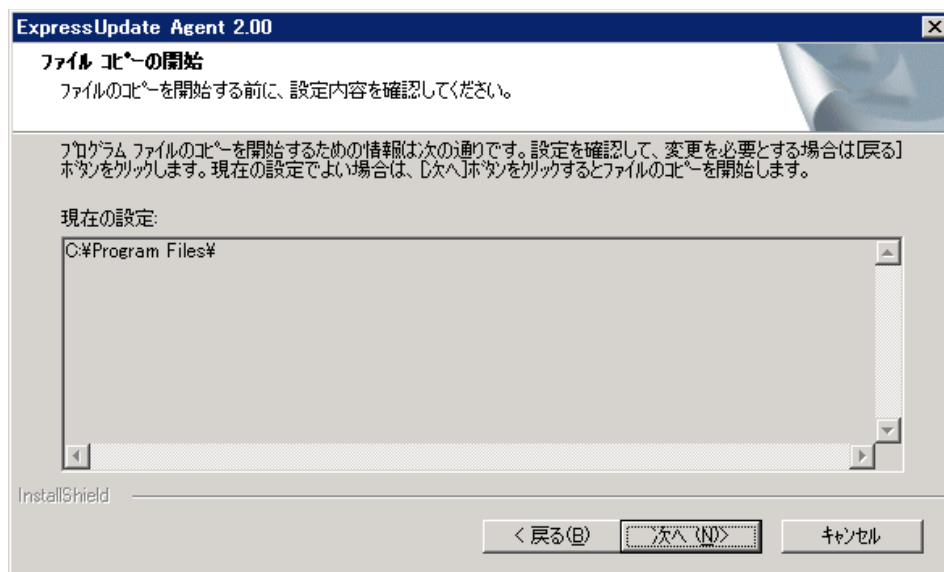 ExpressUpdate Agent 2.00
ファイル コピーの開始
ファイルのコピーを開始する前に、設定内容を確認してください。
プログラム ファイルのコピーを開始するための情報は次の通りです。設定を確認して、変更を必要とする場合は[戻る]
ボタンをクリックします。現在の設定でよい場合は、[次へ]ボタンをクリックするとファイルのコピーを開始します。
現在の設定:
C:¥Program Files¥
InstallShield
< 戻る(B)
次へ (N)>
キャンセル